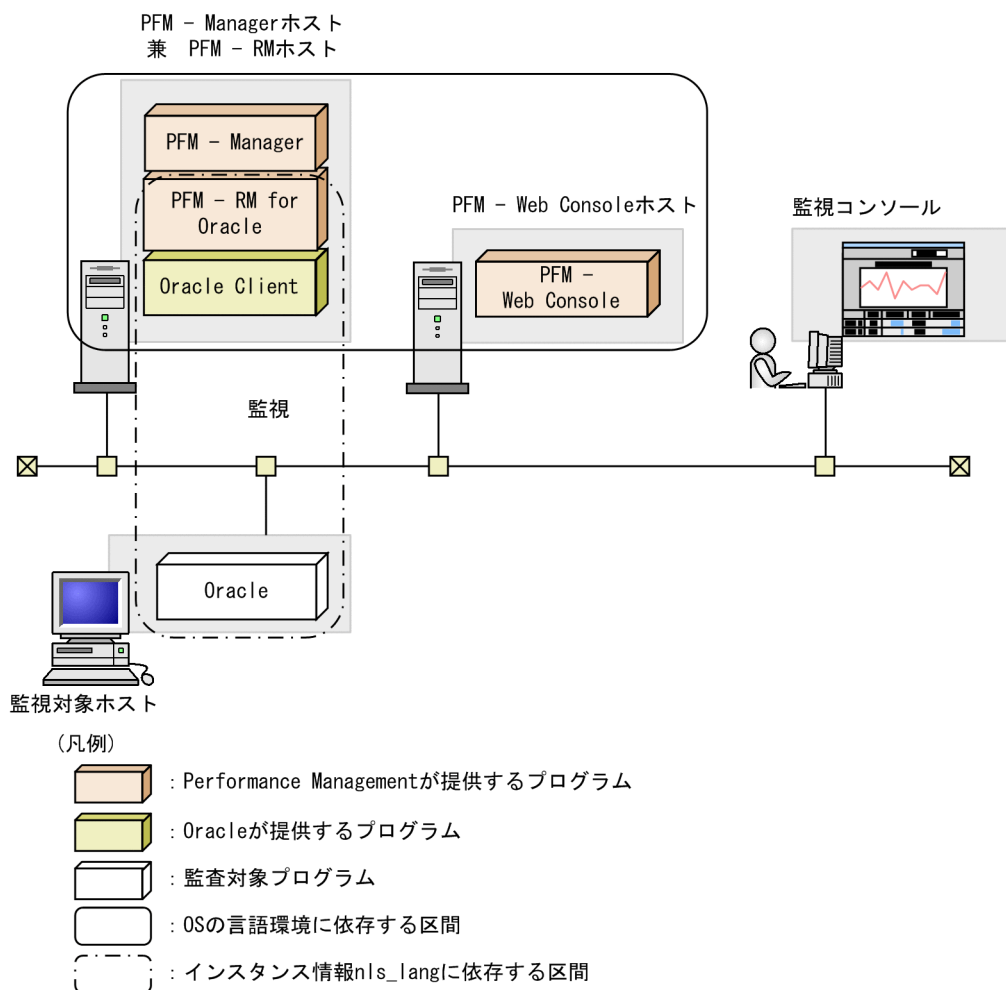 PFM − Managerホスト
兼 PFM − RMホスト
PFM − Manager
PFM − RM for
Oracle
Oracle Client
PFM − Web Consoleホスト
PFM −
Web Console
監視コンソール
監視
Oracle
監視対象ホスト
(凡例)
：Performance Managementが提供するプログラム
：Oracleが提供するプログラム
：監査対象プログラム
：OSの言語環境に依存する区間
：インスタンス情報nls_langに依存する区間